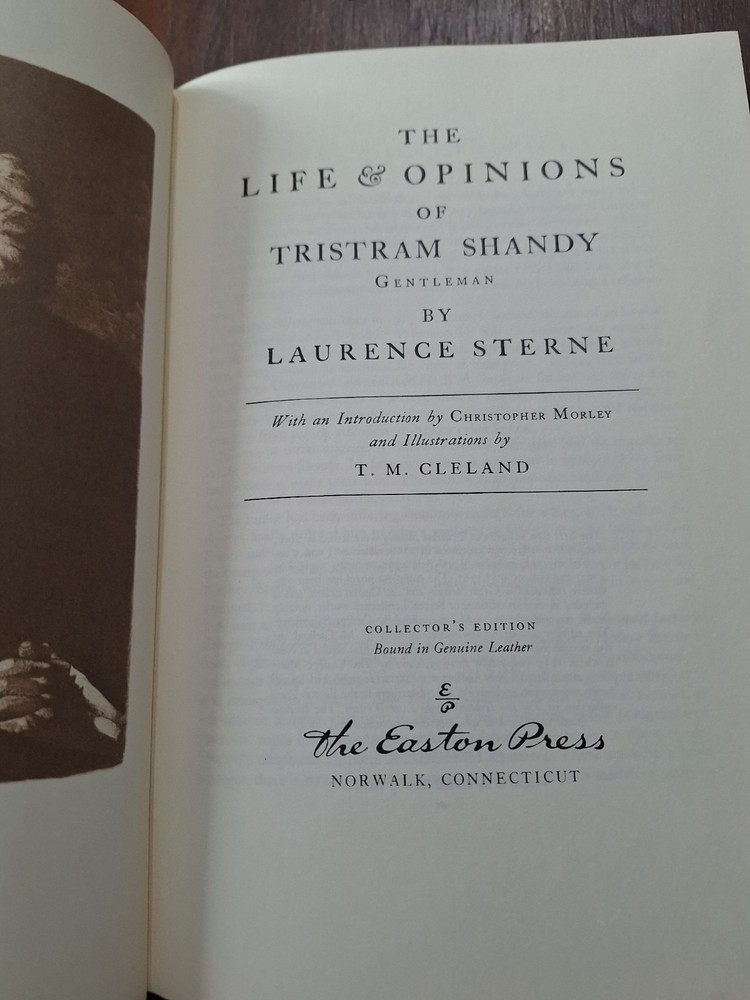 THE
LIFE & OPINIONS
OF
TRISTRAM SHANDY
GENTLEMAN
BY
LAURENCE STERNE
With an Introduction by CHRISTOPHER MORLEY
and Illustrations by
T. M. CLELAND
COLLECTOR'S EDITION
Bound in Genuine Leather
E
P
The Easton Press
NORWALK, CONNECTICUT